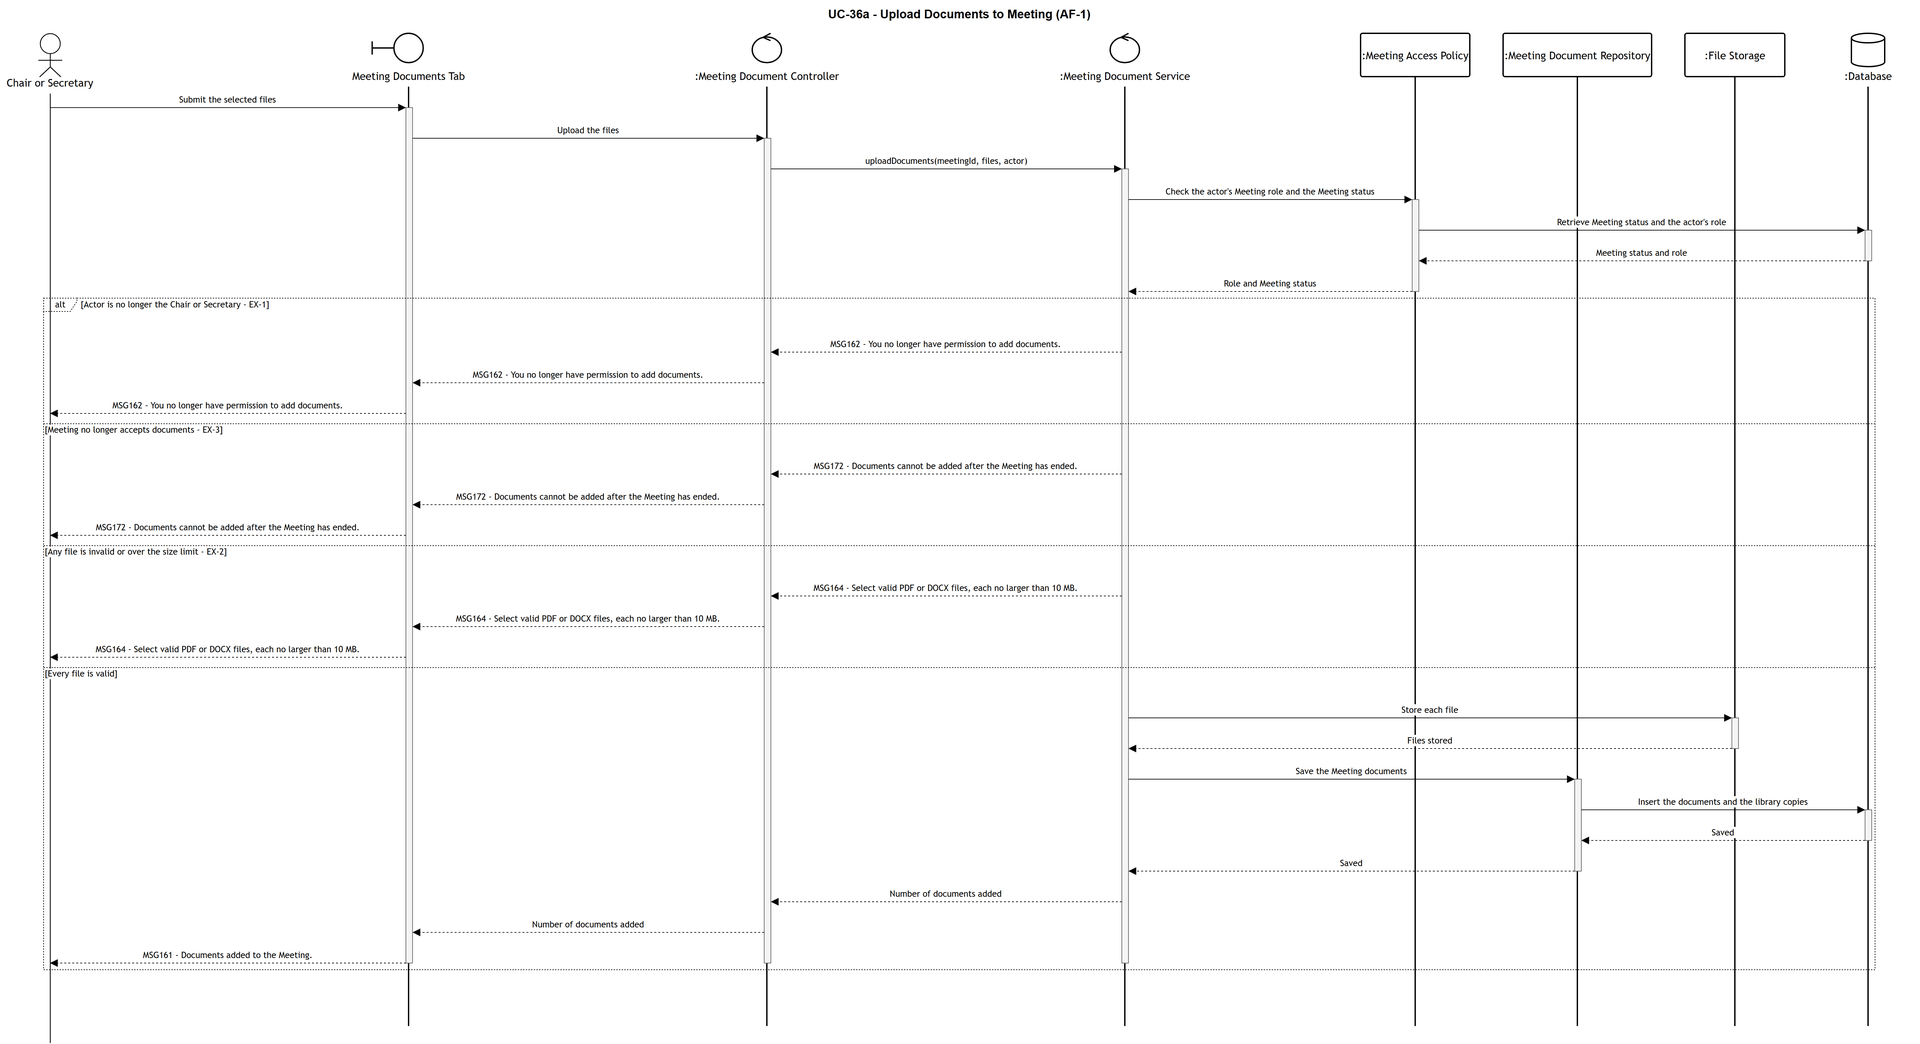 UC-36a - Upload Documents to Meeting (AF-1)
Chair or Secretary
Meeting Documents Tab
:Meeting Document Controller
:Meeting Document Service
:Meeting Access Policy
:Meeting Document Repository
:File Storage
:Database
Submit the selected files
Upload the files
uploadDocuments(meetingId, files, actor)
Check the actor's Meeting role and the Meeting status
Retrieve Meeting status and the actor's role
Meeting status and role
Role and Meeting status
alt [Actor is no longer the Chair or Secretary - EX-1]
MSG162 - You no longer have permission to add documents.
MSG162 - You no longer have permission to add documents.
MSG162 - You no longer have permission to add documents.
[Meeting no longer accepts documents - EX-3]
MSG172 - Documents cannot be added after the Meeting has ended.
MSG172 - Documents cannot be added after the Meeting has ended.
MSG172 - Documents cannot be added after the Meeting has ended.
[Any file is invalid or over the size limit - EX-2]
MSG164 - Select valid PDF or DOCX files, each no larger than 10 MB.
MSG164 - Select valid PDF or DOCX files, each no larger than 10 MB.
MSG164 - Select valid PDF or DOCX files, each no larger than 10 MB.
[Every file is valid]
Store each file
Files stored
Save the Meeting documents
Insert the documents and the library copies
Saved
Saved
Number of documents added
Number of documents added
MSG161 - Documents added to the Meeting.